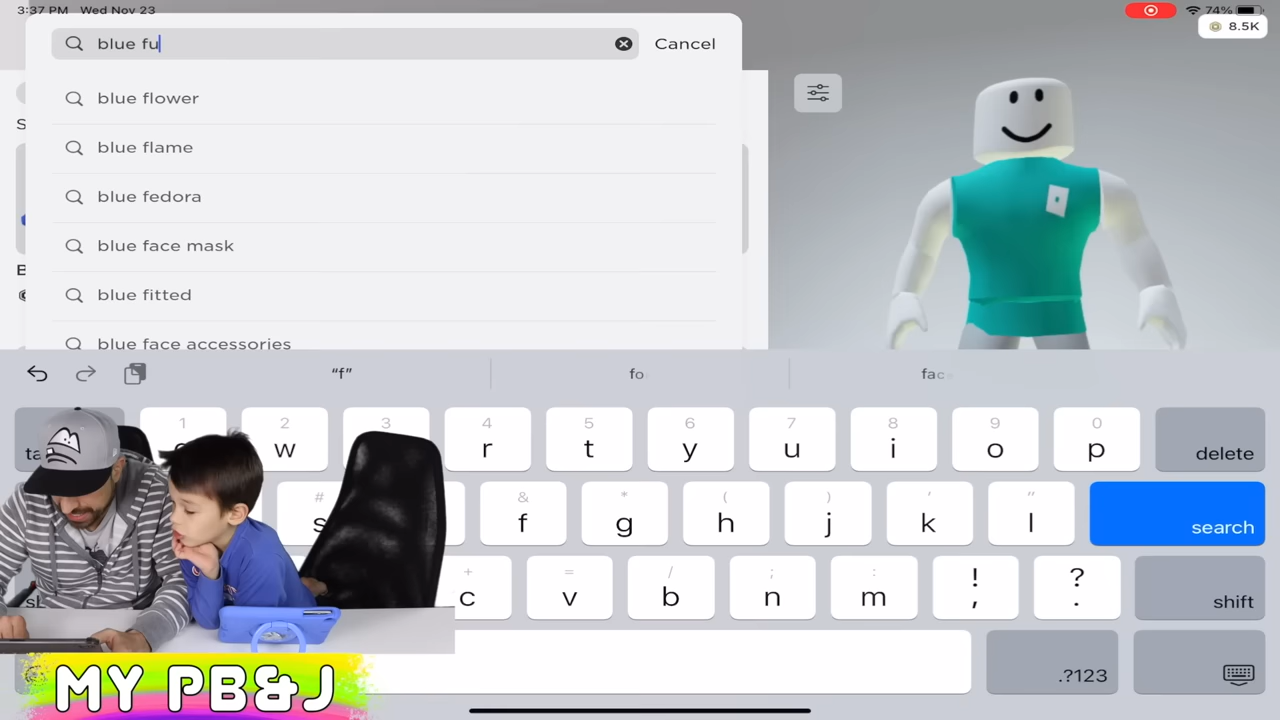 3:37 PM Wed Nov 23
74%
8.5K
blue fu
Cancel
blue flower
blue flame
blue fedora
blue face mask
blue fitted
blue face accessories
S
B
"f"
fo
fac
1 2 3 4 5 6 7 8 9 0
w r t y u i o p delete
# & * ( ) ' "
s f g h j k l search
+ = / ; : ! ?
c v b n m , . shift
.?123
MY PB&J